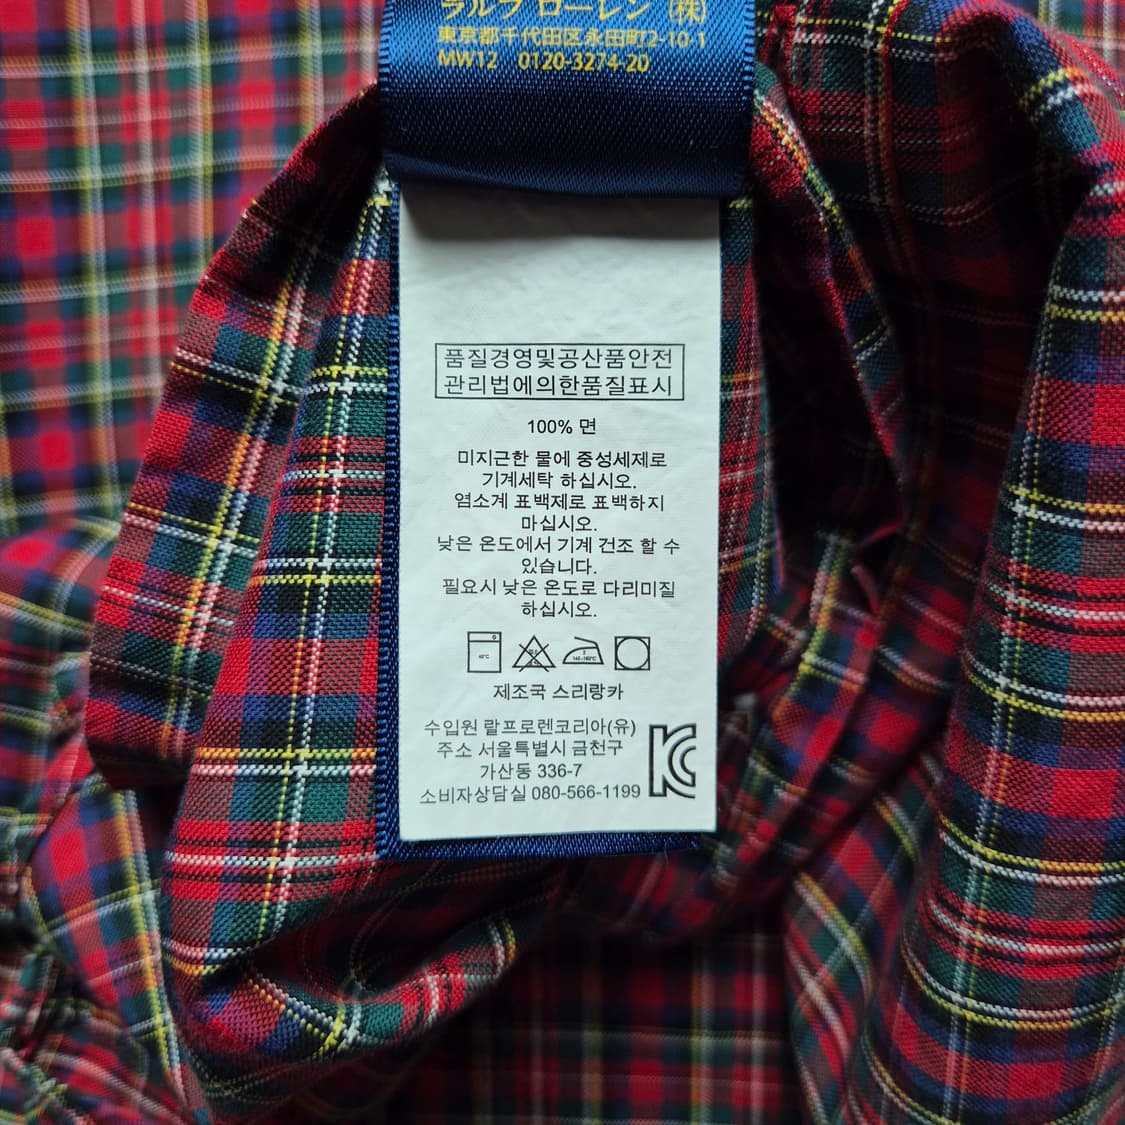 ラルフ ローレン (株)
東京都千代田区永田町2-10-1
MW12 0120-3274-20
품질경영및공산품안전
관리법에의한품질표시
100% 면
미지근한 물에 중성세제로
기계세탁 하십시오.
염소계 표백제로 표백하지
마십시오.
낮은 온도에서 기계 건조 할 수
있습니다.
필요시 낮은 온도로 다리미질
하십시오.
40°C
140-160°C
제조국 스리랑카
수입원 랄프로렌코리아(유)
주소 서울특별시 금천구
가산동 336-7
소비자상담실 080-566-1199